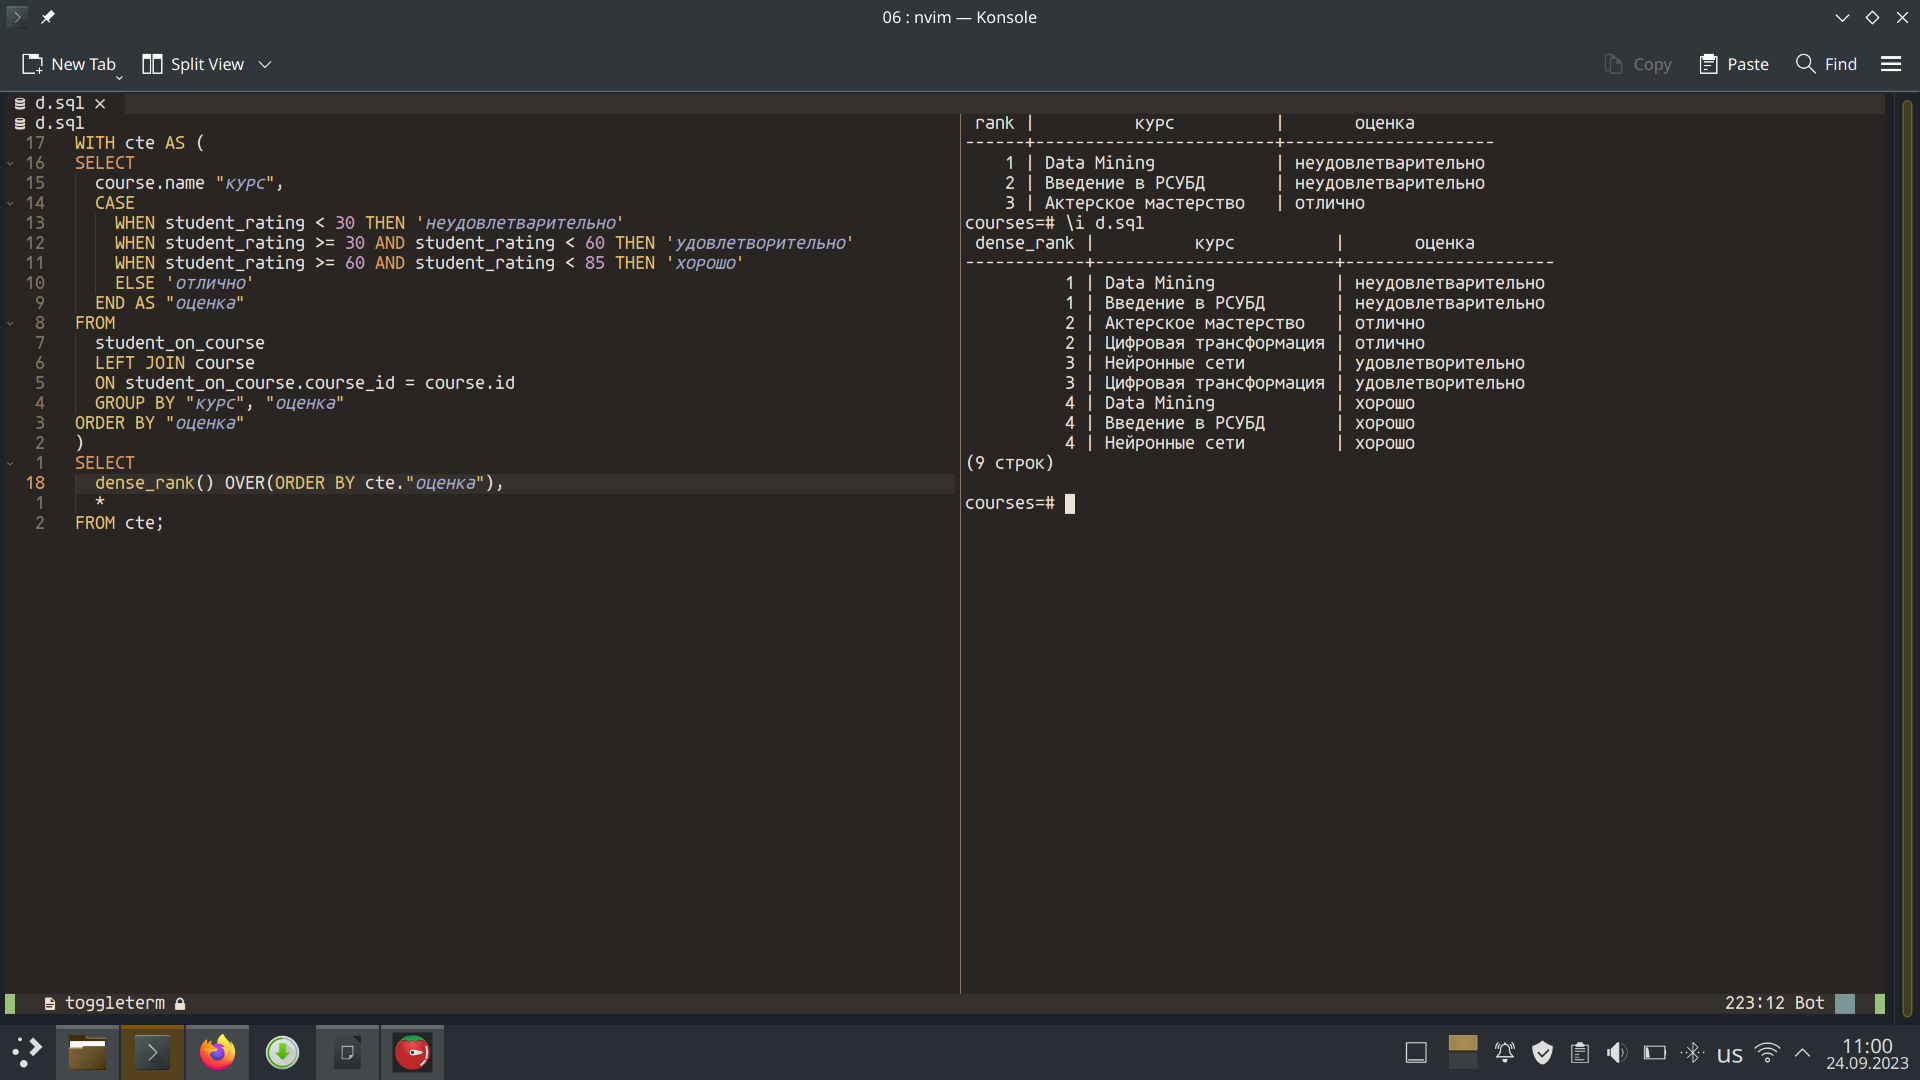 06 : nvim — Konsole
New Tab Split View Copy Paste Find
d.sql ×
d.sql
17 WITH cte AS (
16 SELECT
15 course.name "курс",
14 CASE
13 WHEN student_rating < 30 THEN 'неудовлетварительно'
12 WHEN student_rating >= 30 AND student_rating < 60 THEN 'удовлетворительно'
11 WHEN student_rating >= 60 AND student_rating < 85 THEN 'хорошо'
10 ELSE 'отлично'
9 END AS "оценка"
8 FROM
7 student_on_course
6 LEFT JOIN course
5 ON student_on_course.course_id = course.id
4 GROUP BY "курс", "оценка"
3 ORDER BY "оценка"
2 )
1 SELECT
18 dense_rank() OVER(ORDER BY cte."оценка"),
1 *
2 FROM cte;
rank | курс | оценка
------+------------------------+---------------------
1 | Data Mining | неудовлетварительно
2 | Введение в РСУБД | неудовлетварительно
3 | Актерское мастерство | отлично
courses=# \i d.sql
dense_rank | курс | оценка
------------+------------------------+---------------------
1 | Data Mining | неудовлетварительно
1 | Введение в РСУБД | неудовлетварительно
2 | Актерское мастерство | отлично
2 | Цифровая трансформация | отлично
3 | Нейронные сети | удовлетворительно
3 | Цифровая трансформация | удовлетворительно
4 | Data Mining | хорошо
4 | Введение в РСУБД | хорошо
4 | Нейронные сети | хорошо
(9 строк)
courses=#
toggleterm 223:12 Bot
us 11:00
24.09.2023